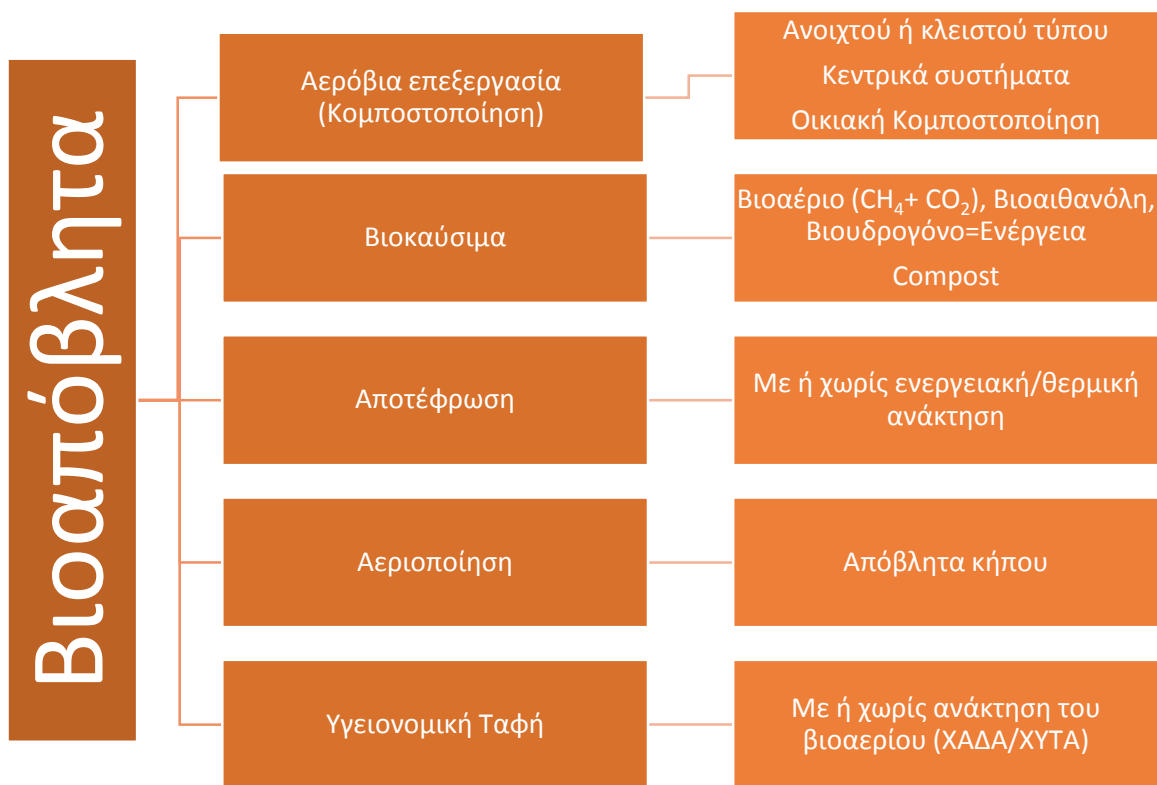 Βιοαπόβλητα
Αερόβια επεξεργασία
(Κομποστοποίηση)
Ανοιχτού ή κλειστού τύπου
Κεντρικά συστήματα
Οικιακή Κομποστοποίηση
Βιοκαύσιμα
Βιοαέριο (CH₄+ CO₂), Βιοαιθανόλη,
Βιουδρογόνο=Ενέργεια
Compost
Αποτέφρωση
Με ή χωρίς ενεργειακή/θερμική
ανάκτηση
Αεριοποίηση
Απόβλητα κήπου
Υγειονομική Ταφή
Με ή χωρίς ανάκτηση του
βιοαερίου (ΧΑΔΑ/ΧΥΤΑ)